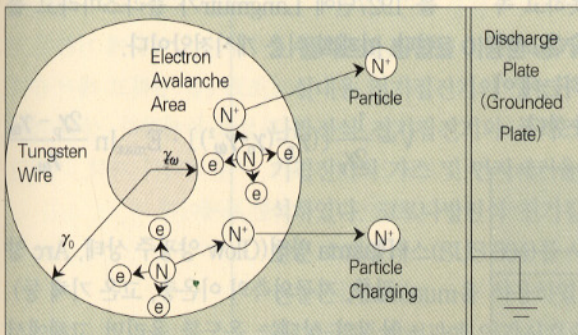 Electron
Avalanche
Area
Tungsten
Wire
γω
γ₀
N⁺
Particle
e
N
e
e
e
N
e
e
N⁺
N⁺
Particle
Charging
Discharge
Plate
(Grounded
Plate)